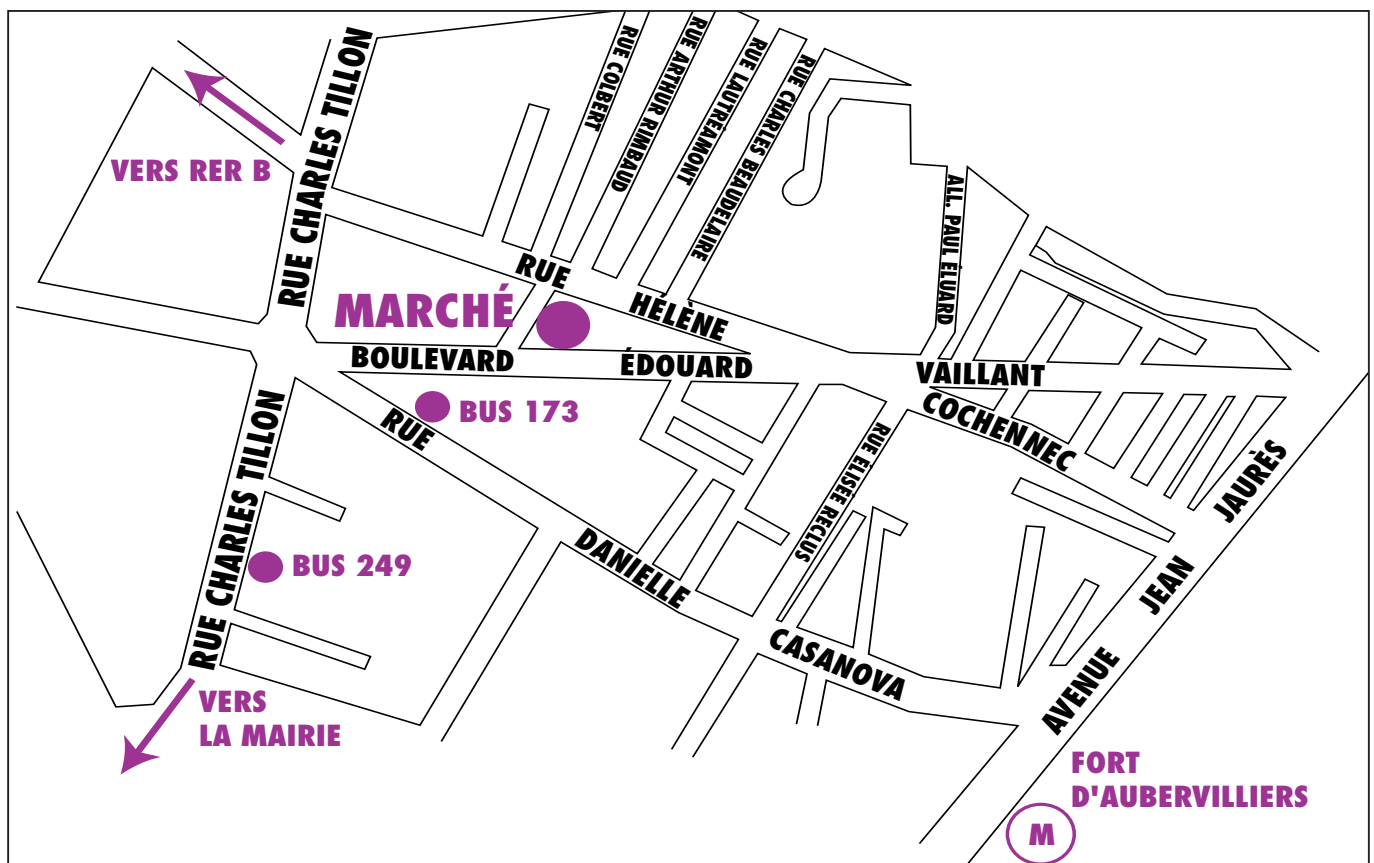 RUE CHARLES TILLON
RUE COLBERT
RUE ARTHUR RIMBAUD
RUE LAUTRÉAMONT
RUE CHARLES BEAUDELAIRE
VERS RER B
ALL. PAUL ÉLUARD
RUE HÉLÈNE COCHENNEC
MARCHÉ
BOULEVARD ÉDOUARD VAILLANT
BUS 173
RUE DANIELLE CASANOVA
RUE ÉLISÉE RECLUS
RUE CHARLES TILLON
BUS 249
AVENUE JEAN JAURÈS
VERS
LA MAIRIE
FORT
D'AUBERVILLIERS
M